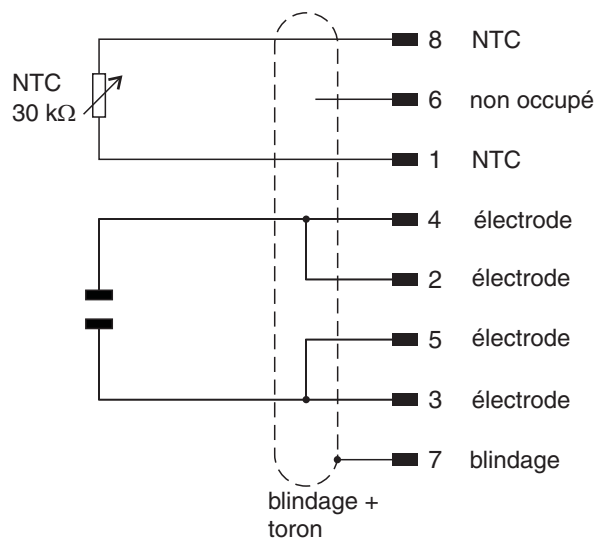 8 NTC
NTC
30 kΩ
6 non occupé
1 NTC
4 électrode
2 électrode
5 électrode
3 électrode
7 blindage
blindage +
toron